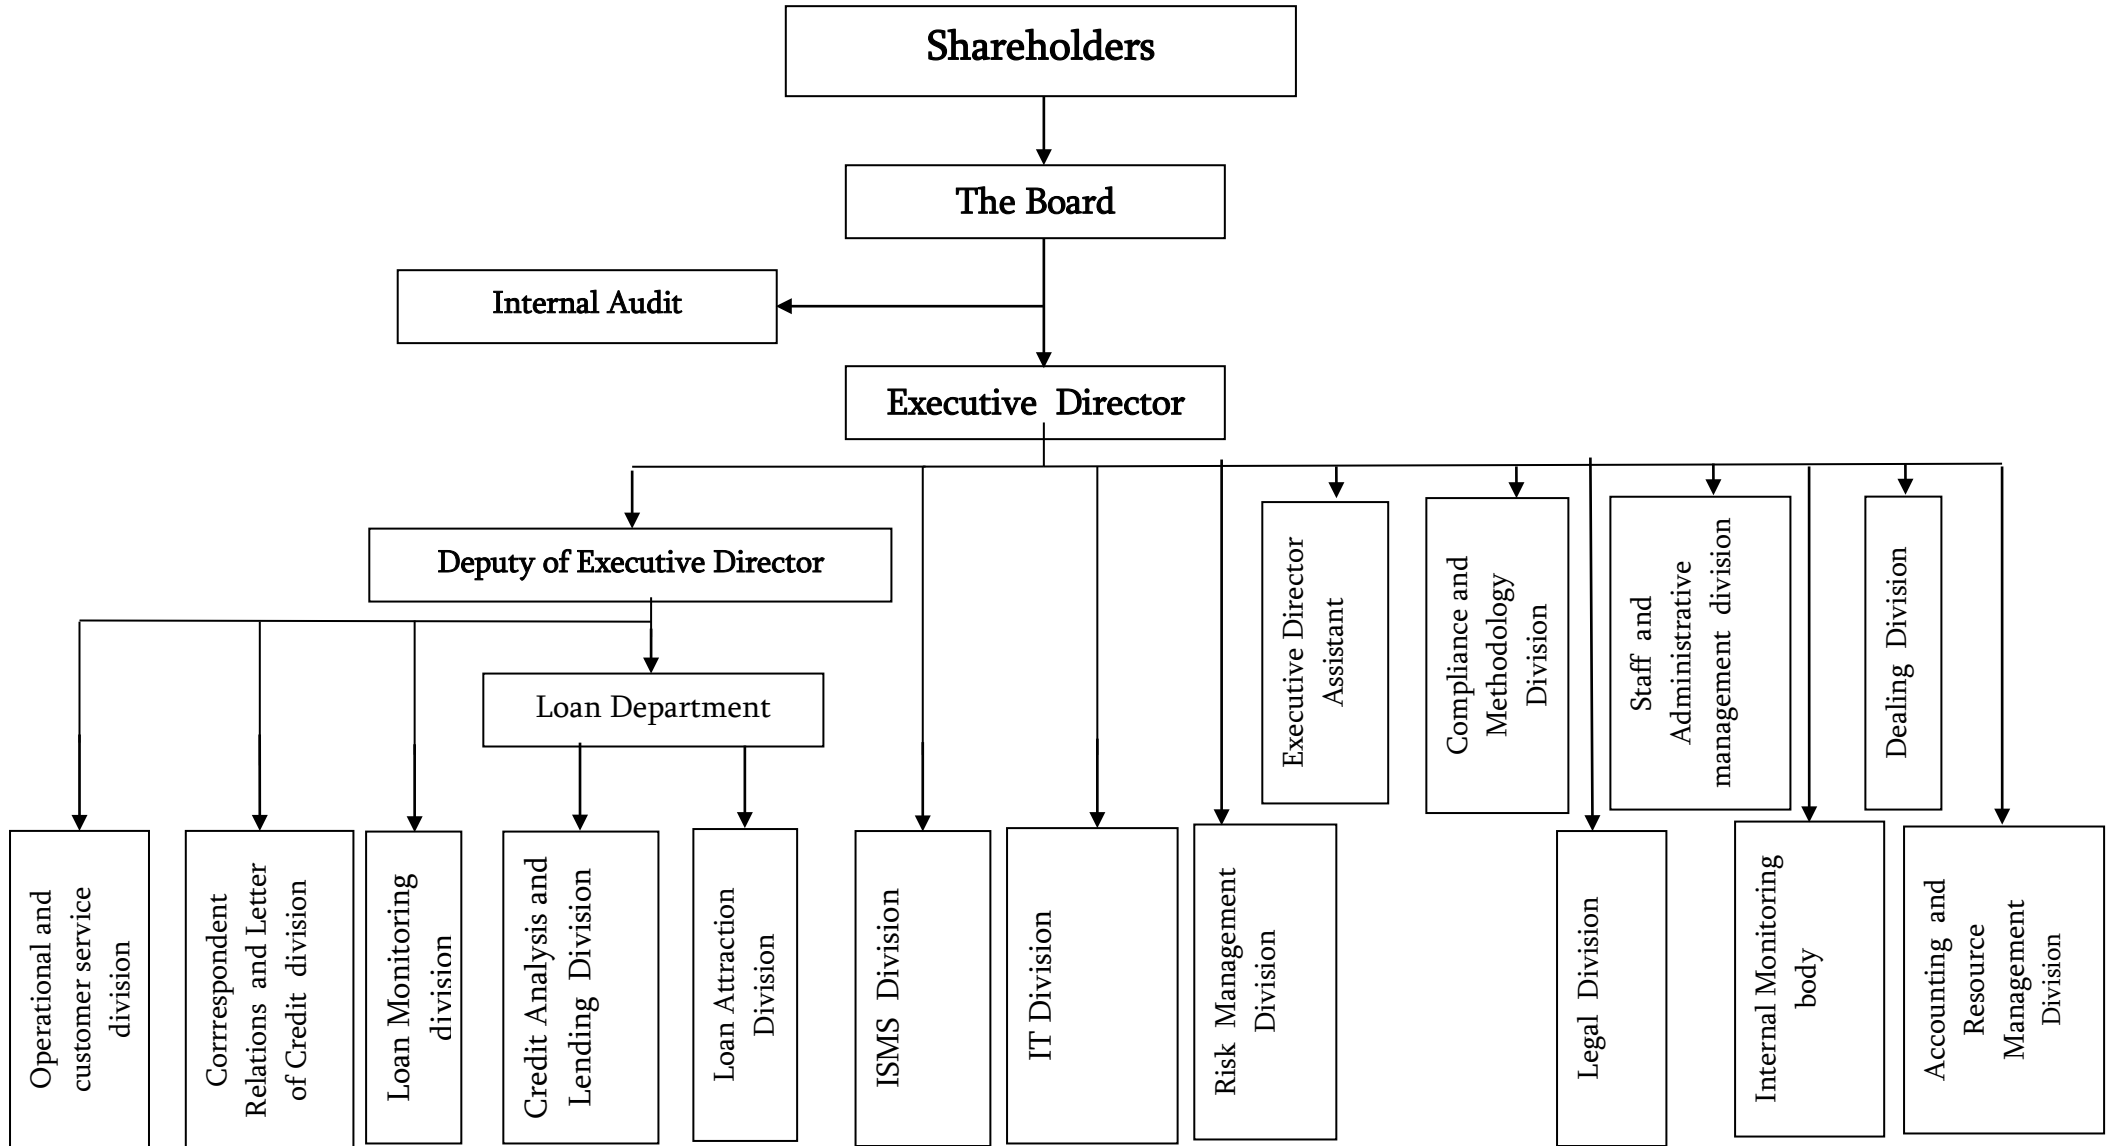 Shareholders
The Board
Internal Audit
Executive Director
Deputy of Executive Director
Loan Department
Executive Director
Assistant
Compliance and
Methodology
Division
Staff and
Administrative
management division
Dealing Division
Operational and
customer service
division
Corrrespondent
Relations and Letter
of Credit division
Loan Monitoring
division
Credit Analysis and
Lending Division
Loan Attraction
Division
ISMS Division
IT Division
Risk Management
Division
Legal Division
Internal Monitoring
body
Accounting and
Resource
Management
Division